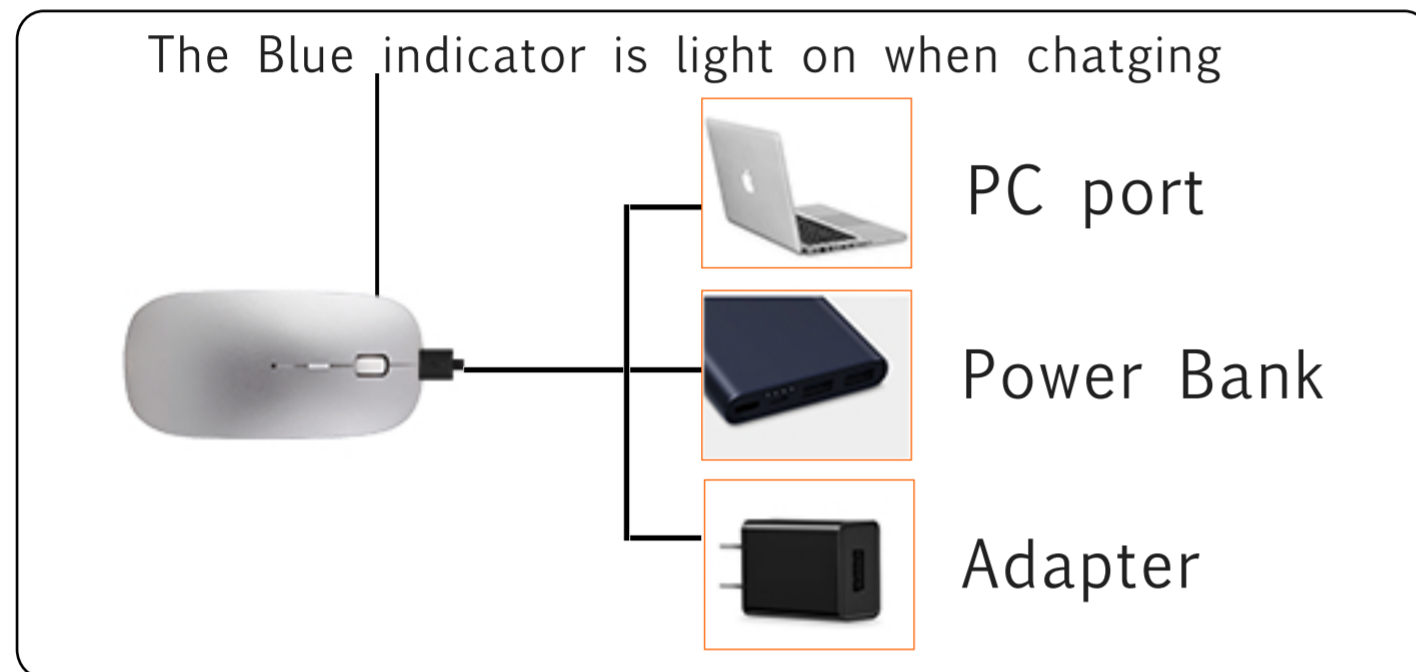 The Blue indicator is light on when chatging
PC port
Power Bank
Adapter